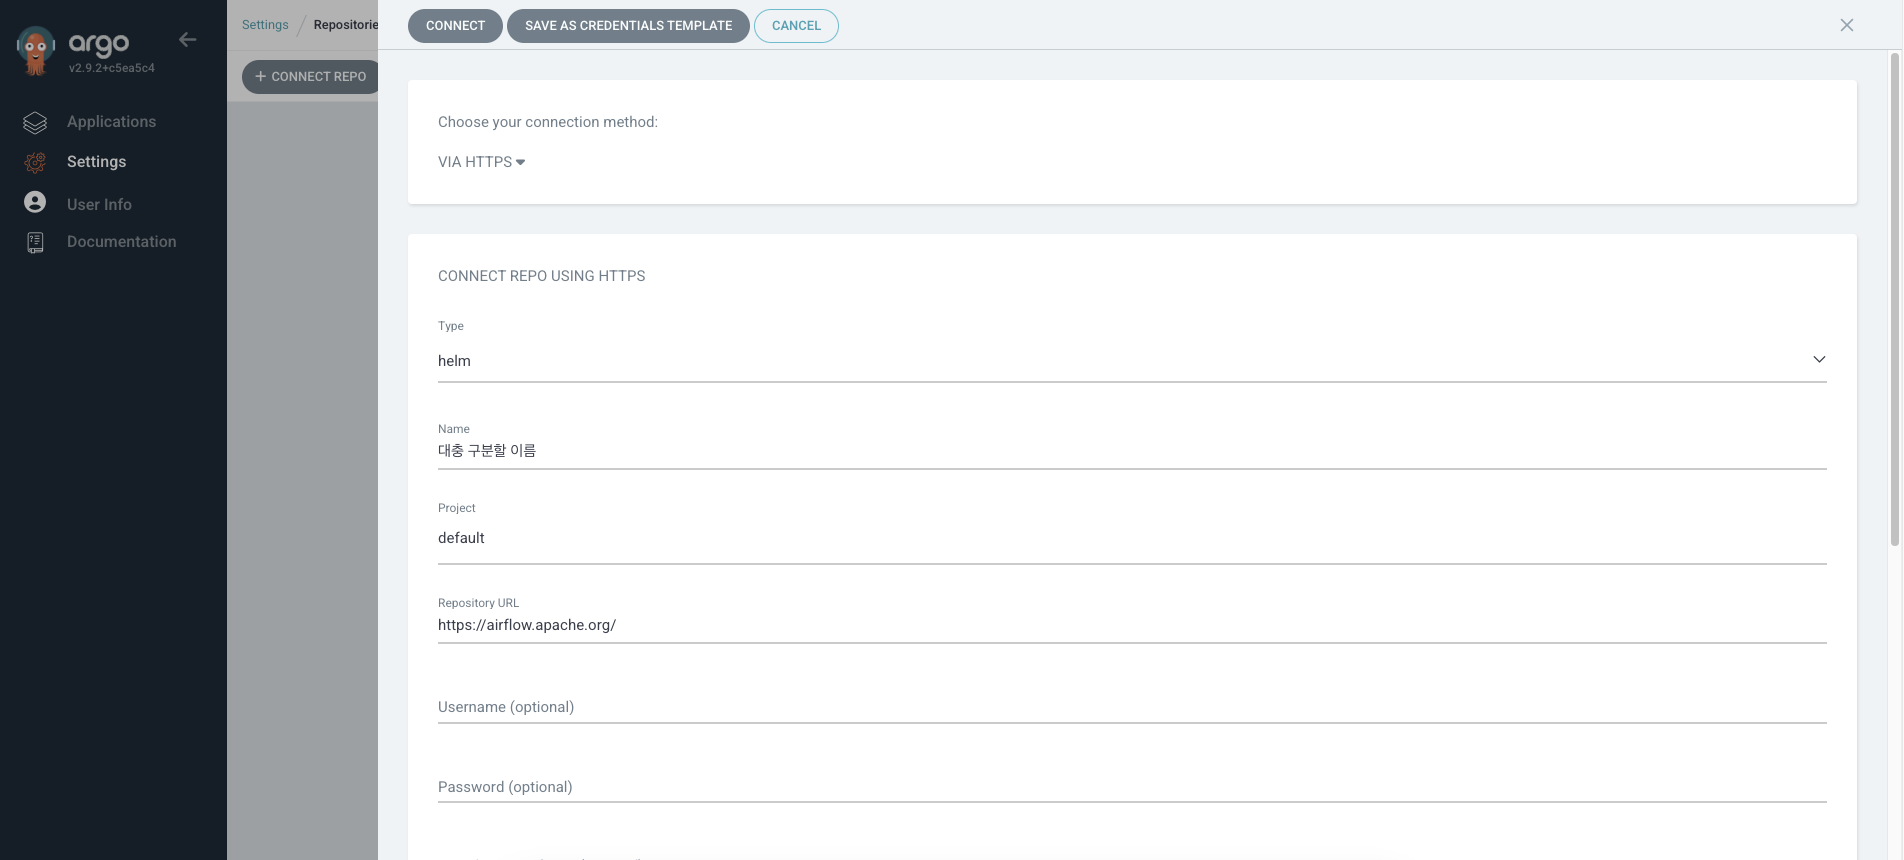 argo
v2.9.2+c5ea5c4
Applications
Settings
User Info
Documentation
Settings / Repositorie
+ CONNECT REPO
CONNECT
SAVE AS CREDENTIALS TEMPLATE
CANCEL
Choose your connection method:
VIA HTTPS
CONNECT REPO USING HTTPS
Type
helm
Name
대충 구분할 이름
Project
default
Repository URL
https://airflow.apache.org/
Username (optional)
Password (optional)